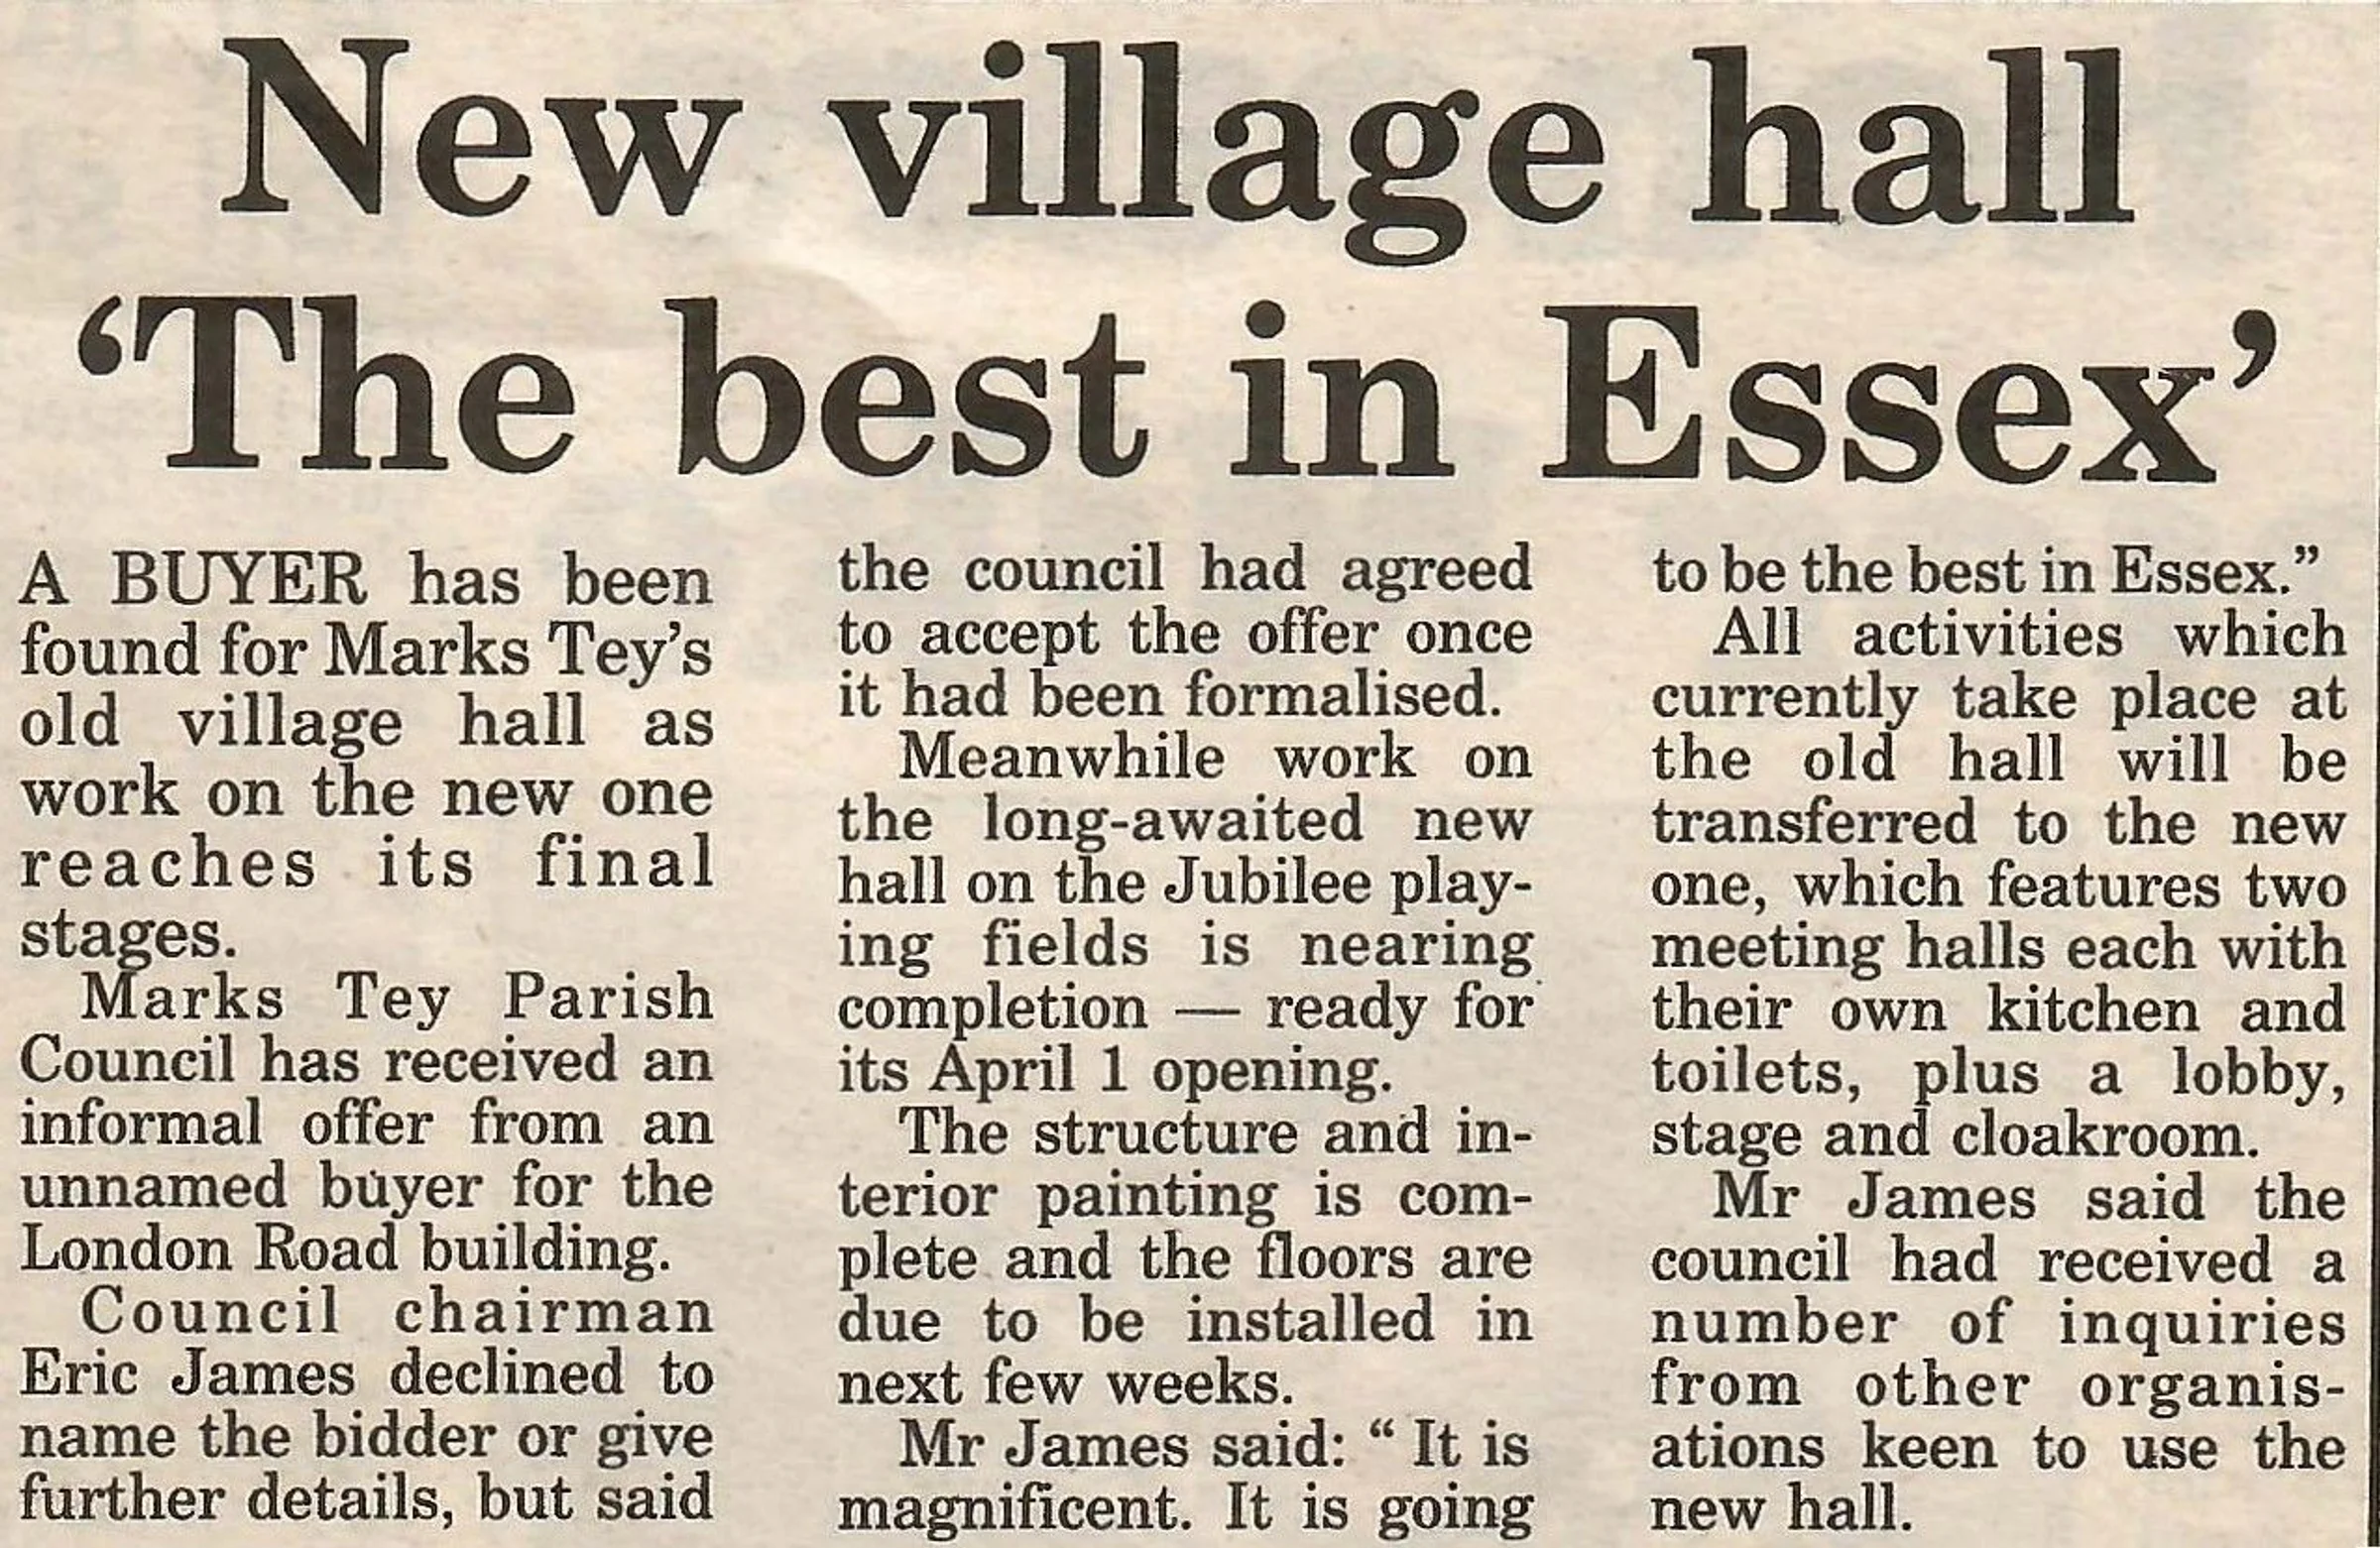 New village hall
‘The best in Essex’
A BUYER has been
found for Marks Tey’s
old village hall as
work on the new one
reaches its final
stages.
Marks Tey Parish
Council has received an
informal offer from an
unnamed buyer for the
London Road building.
Council chairman
Eric James declined to
name the bidder or give
further details, but said
the council had agreed
to accept the offer once
it had been formalised.
Meanwhile work on
the long-awaited new
hall on the Jubilee play-
ing fields is nearing
completion — ready for
its April 1 opening.
The structure and in-
terior painting is com-
plete and the floors are
due to be installed in
next few weeks.
Mr James said: “ It is
magnificent. It is going
to be the best in Essex.”
All activities which
currently take place at
the old hall will be
transferred to the new
one, which features two
meeting halls each with
their own kitchen and
toilets, plus a lobby,
stage and cloakroom.
Mr James said the
council had received a
number of inquiries
from other organis-
ations keen to use the
new hall.